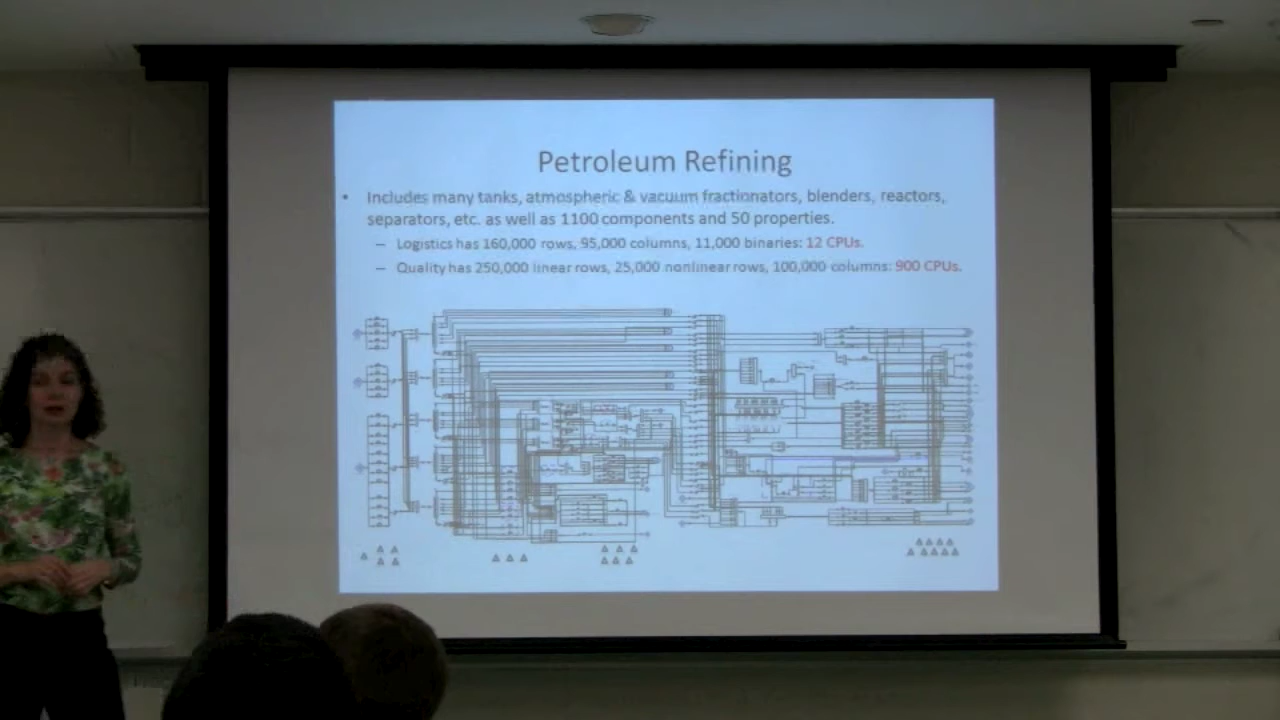 Petroleum Refining
• Includes many tanks, atmospheric & vacuum fractionators, blenders, reactors,
separators, etc. as well as 1100 components and 50 properties.
– Logistics has 160,000 rows, 95,000 columns, 11,000 binaries: 12 CPUs.
– Quality has 250,000 linear rows, 25,000 nonlinear rows, 100,000 columns: 900 CPUs.